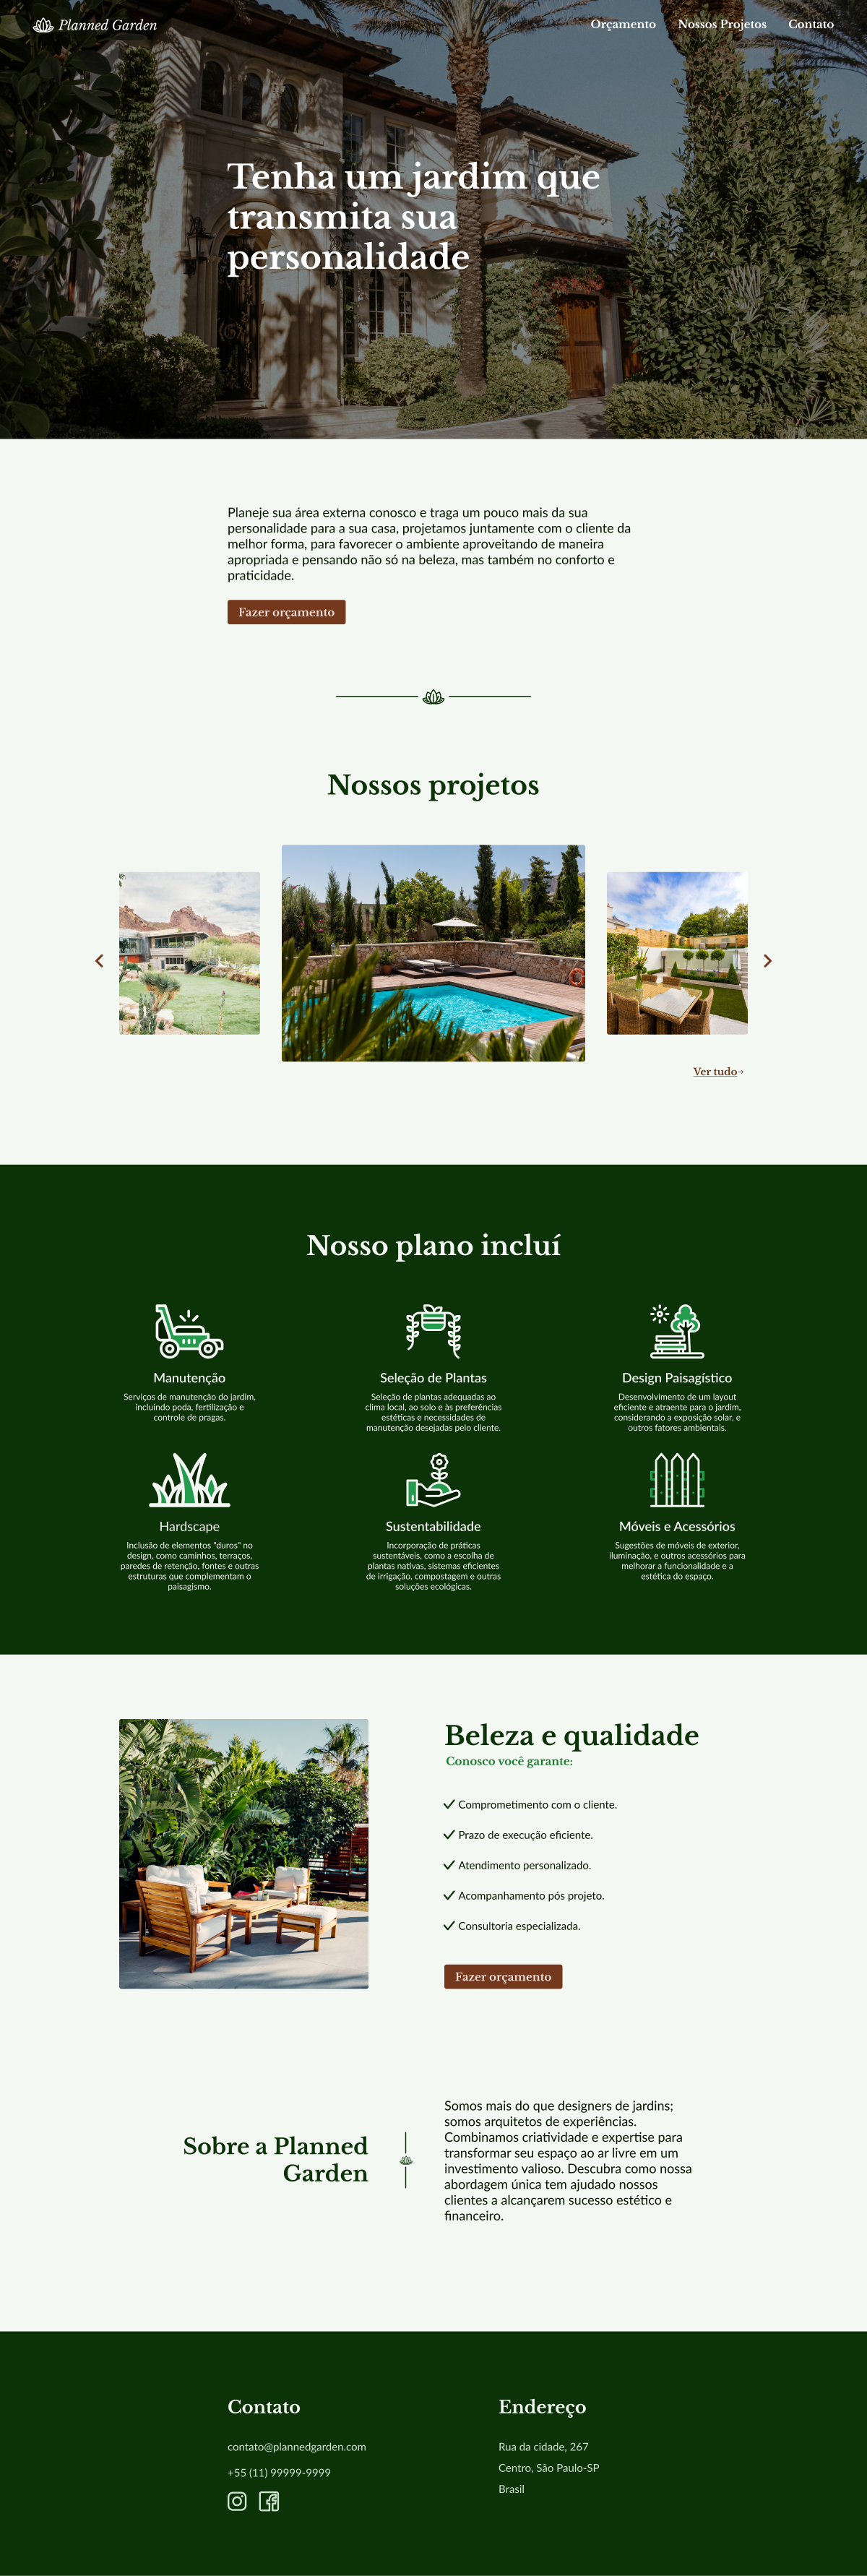 Planned Garden
Orçamento
Nossos Projetos
Contato
Tenha um jardim que
transmita sua
personalidade
Planeje sua área externa conosco e traga um pouco mais da sua
personalidade para a sua casa, projetamos juntamente com o cliente da
melhor forma, para favorecer o ambiente aproveitando de maneira
apropriada e pensando não só na beleza, mas também no conforto e
praticidade.
Fazer orçamento
Nossos projetos
Ver tudo→
Nosso plano incluí
Manutenção
Serviços de manutenção do jardim,
incluindo poda, fertilização e
controle de pragas.
Seleção de Plantas
Seleção de plantas adequadas ao
clima local, ao solo e às preferências
estéticas e necessidades de
manutenção desejadas pelo cliente.
Design Paisagístico
Desenvolvimento de um layout
eficiente e atraente para o jardim,
considerando a exposição solar, e
outros fatores ambientais.
Hardscape
Inclusão de elementos "duros" no
design, como caminhos, terraços,
paredes de retenção, fontes e outras
estruturas que complementam o
paisagismo.
Sustentabilidade
Incorporação de práticas
sustentáveis, como a escolha de
plantas nativas, sistemas eficientes
de irrigação, compostagem e outras
soluções ecológicas.
Móveis e Acessórios
Sugestões de móveis de exterior,
iluminação, e outros acessórios para
melhorar a funcionalidade e a
estética do espaço.
Beleza e qualidade
Conosco você garante:
Comprometimento com o cliente.
Prazo de execução eficiente.
Atendimento personalizado.
Acompanhamento pós projeto.
Consultoria especializada.
Fazer orçamento
Sobre a Planned
Garden
Somos mais do que designers de jardins;
somos arquitetos de experiências.
Combinamos criatividade e expertise para
transformar seu espaço ao ar livre em um
investimento valioso. Descubra como nossa
abordagem única tem ajudado nossos
clientes a alcançarem sucesso estético e
financeiro.
Contato
contato@plannedgarden.com
+55 (11) 99999-9999
Endereço
Rua da cidade, 267
Centro, São Paulo-SP
Brasil